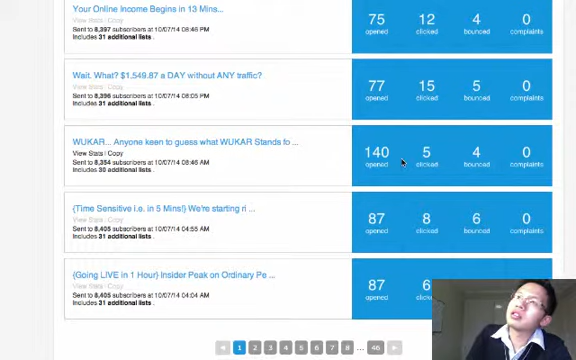 Your Online Income Begins in 13 Mins...
View Stats | Copy
Sent to 8,397 subscribers at 10/07/14 08:46 PM
Includes 31 additional lists .
75 12 4 0
opened clicked bounced complaints
Wait. What? $1,549.87 a DAY without ANY traffic?
View Stats | Copy
Sent to 8,396 subscribers at 10/07/14 08:05 PM
Includes 31 additional lists .
77 15 5 0
opened clicked bounced complaints
WUKAR... Anyone keen to guess what WUKAR Stands fo ...
View Stats | Copy
Sent to 8,354 subscribers at 10/07/14 08:46 AM
Includes 30 additional lists .
140 5 4 0
opened clicked bounced complaints
{Time Sensitive i.e. in 5 Mins!} We're starting ri ...
View Stats | Copy
Sent to 8,405 subscribers at 10/07/14 04:55 AM
Includes 31 additional lists .
87 8 6 0
opened clicked bounced complaints
{Going LIVE in 1 Hour} Insider Peak on Ordinary Pe ...
View Stats | Copy
Sent to 8,405 subscribers at 10/07/14 04:04 AM
Includes 31 additional lists .
87
opened
1 2 3 4 5 6 7 8 ... 46